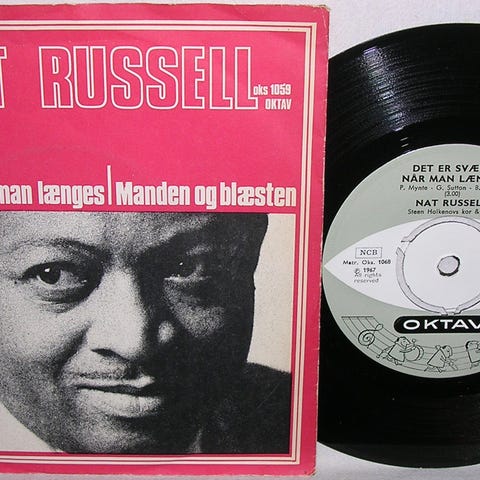 T RUSSELL
oks 1059
OKTAV
man længes | Manden og blæsten
DET ER SVÆ
NÅR MAN LÆN
P. Mynte - G. Sutton - B.
(3.00)
NAT RUSSEL
Steen Holkenovs kor &
NCB
Matr. Oks. 1068
℗ 1967
All rights
reserved
OKTAV